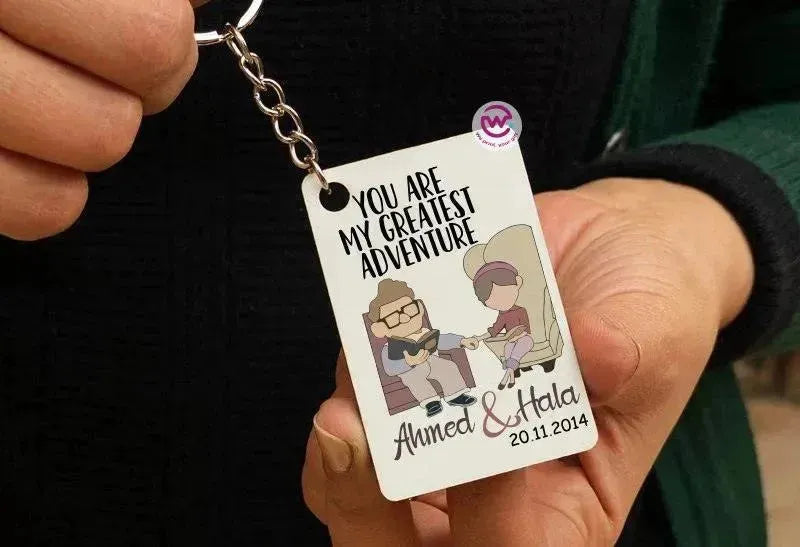 YOU ARE
MY GREATEST
ADVENTURE
Ahmed & Hala
20.11.2014